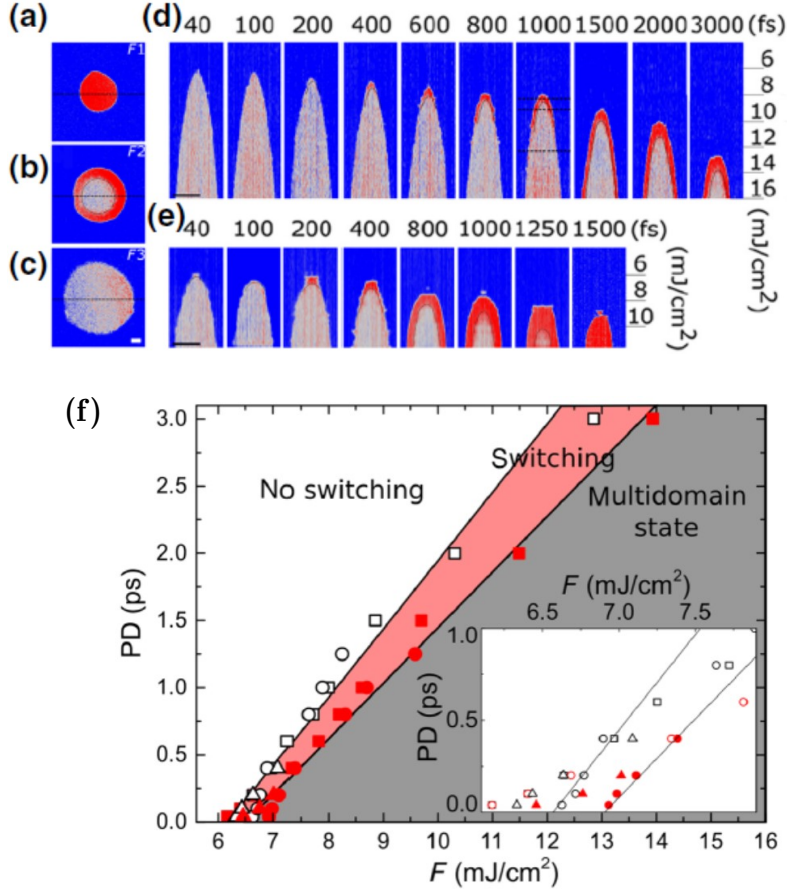 (a)
F1
(b)
F2
(c)
F3
(d)
40 100 200 400 600 800 1000 1500 2000 3000 (fs)
6
8
10
12
14
16
(mJ/cm²)
(e)
40 100 200 400 800 1000 1250 1500 (fs)
6
8
10
(mJ/cm²)
(f)
3.0
2.5
2.0
1.5
1.0
0.5
0.0
PD (ps)
No switching
Switching
Multidomain
state
F (mJ/cm²)
6.5 7.0 7.5
1.0
0.5
0.0
PD (ps)
6 7 8 9 10 11 12 13 14 15 16
F (mJ/cm²)